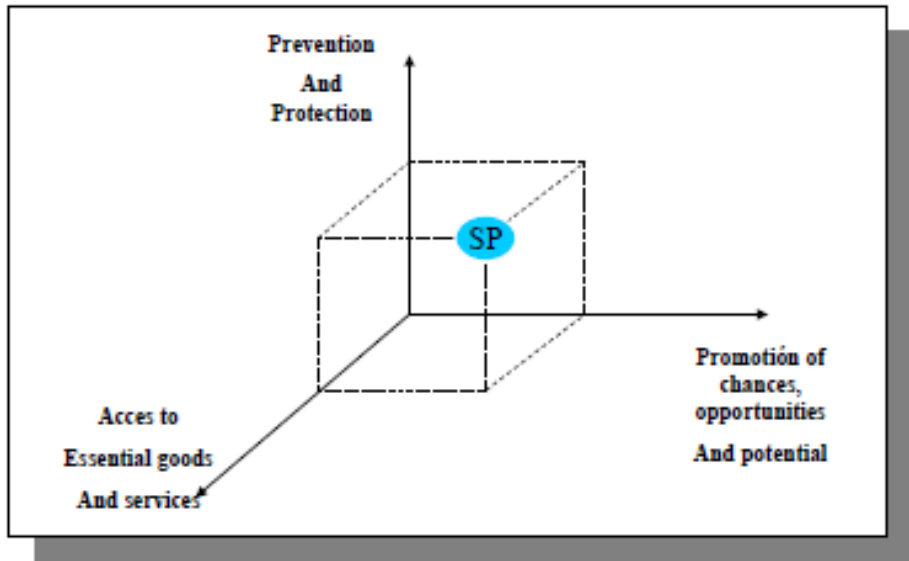 Prevention
And
Protection
SP
Promotión of
chances,
opportunities
And potential
Acces to
Essential goods
And services